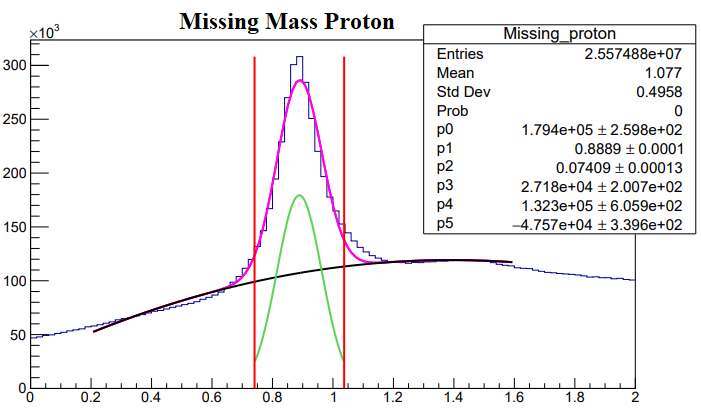 Missing Mass Proton
×10³
Missing_proton
Entries 2.557488e+07
Mean 1.077
Std Dev 0.4958
Prob 0
p0 1.794e+05 ± 2.598e+02
p1 0.8889 ± 0.0001
p2 0.07409 ± 0.00013
p3 2.718e+04 ± 2.007e+02
p4 1.323e+05 ± 6.059e+02
p5 −4.757e+04 ± 3.396e+02
300
250
200
150
100
50
0
0 0.2 0.4 0.6 0.8 1 1.2 1.4 1.6 1.8 2